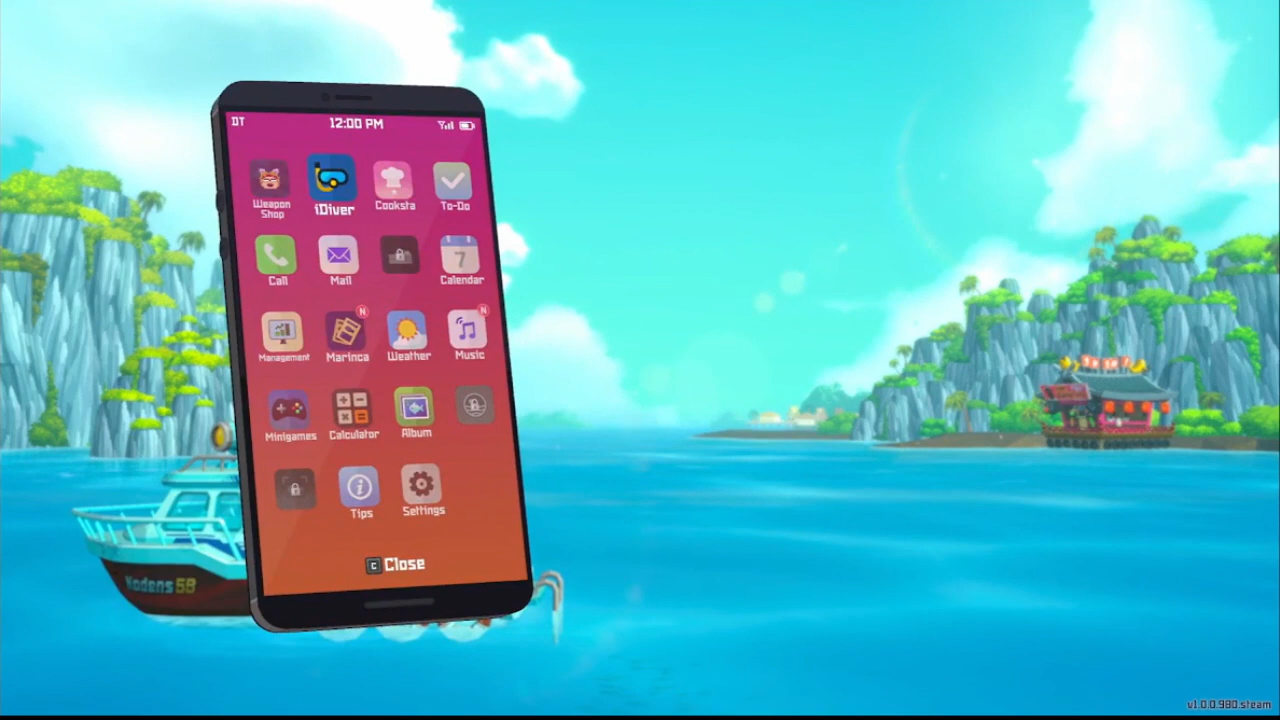 DT
12:00 PM
Weapon
Shop
iDiver
Cooksta
To-Do
Call
Mail
7
Calendar
Management
N
Marinca
Weather
N
Music
Minigames
Calculator
Album
Tips
Settings
C Close
58
v1.0.0.980.steam